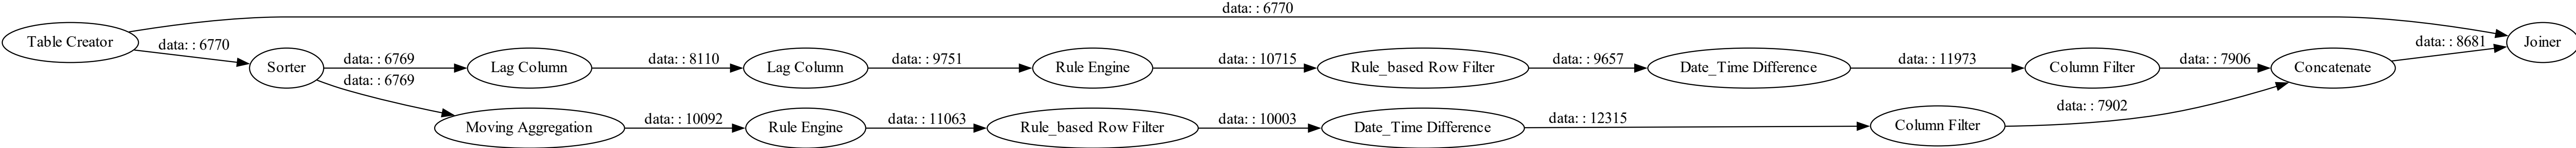 data: : 6770
Table Creator
data: : 6770
Sorter
data: : 6769
Lag Column
data: : 8110
Lag Column
data: : 9751
Rule Engine
data: : 10715
Rule_based Row Filter
data: : 9657
Date_Time Difference
data: : 11973
Column Filter
data: : 7906
Concatenate
data: : 8681
Joiner
data: : 6769
Moving Aggregation
data: : 10092
Rule Engine
data: : 11063
Rule_based Row Filter
data: : 10003
Date_Time Difference
data: : 12315
Column Filter
data: : 7902